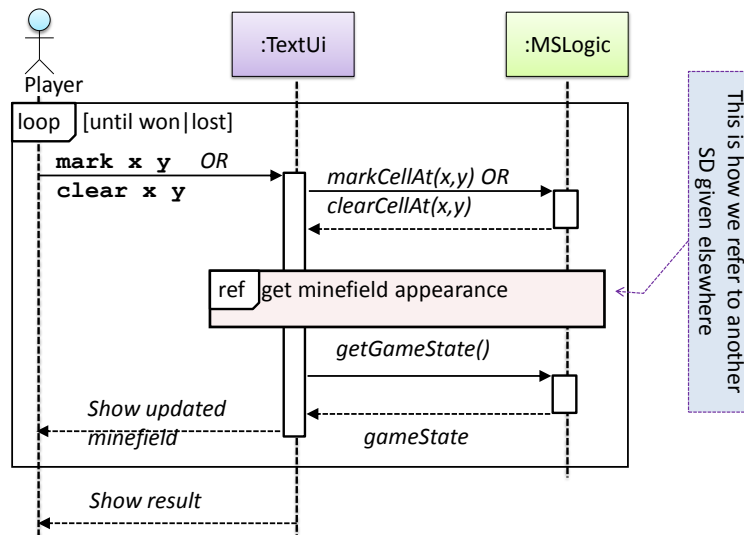 :TextUi
:MSLogic
Player
loop
[until won|lost]
mark x y OR
clear x y
markCellAt(x,y) OR
clearCellAt(x,y)
ref
get minefield appearance
getGameState()
Show updated
minefield
gameState
Show result
This is how we refer to another
SD given elsewhere